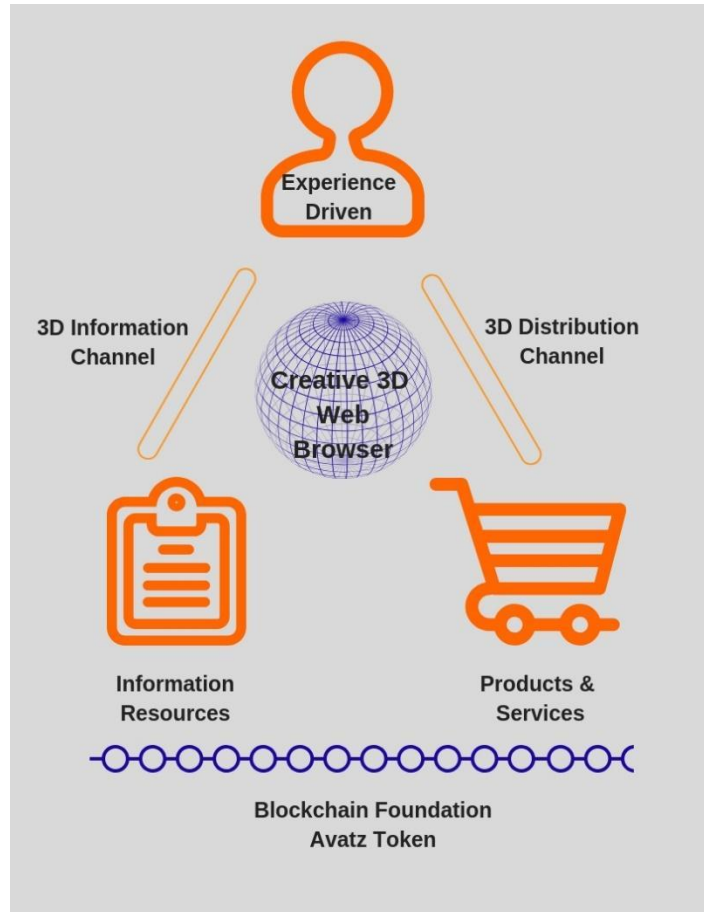 Experience
Driven
3D Information
Channel
3D Distribution
Channel
Creative 3D
Web
Browser
Information
Resources
Products &
Services
Blockchain Foundation
Avatz Token